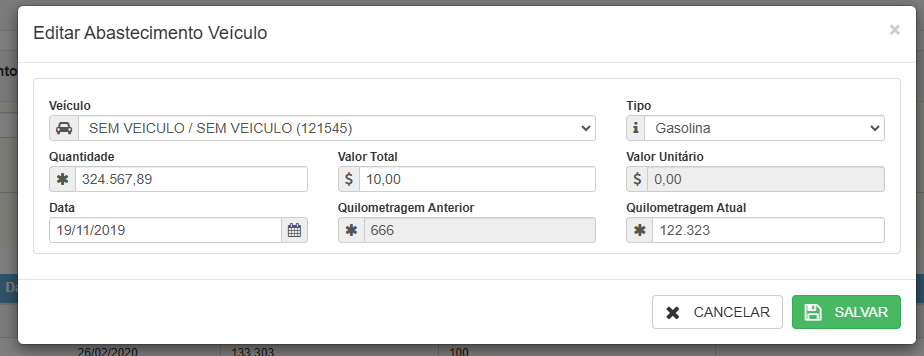 Editar Abastecimento Veículo
×
nto
Veículo
Tipo
SEM VEICULO / SEM VEICULO (121545)
Gasolina
Quantidade
Valor Total
Valor Unitário
324.567,89
$ 10,00
$ 0,00
Data
Quilometragem Anterior
Quilometragem Atual
19/11/2019
666
122.323
Da
CANCELAR
SALVAR
26/02/2020
133.303
100